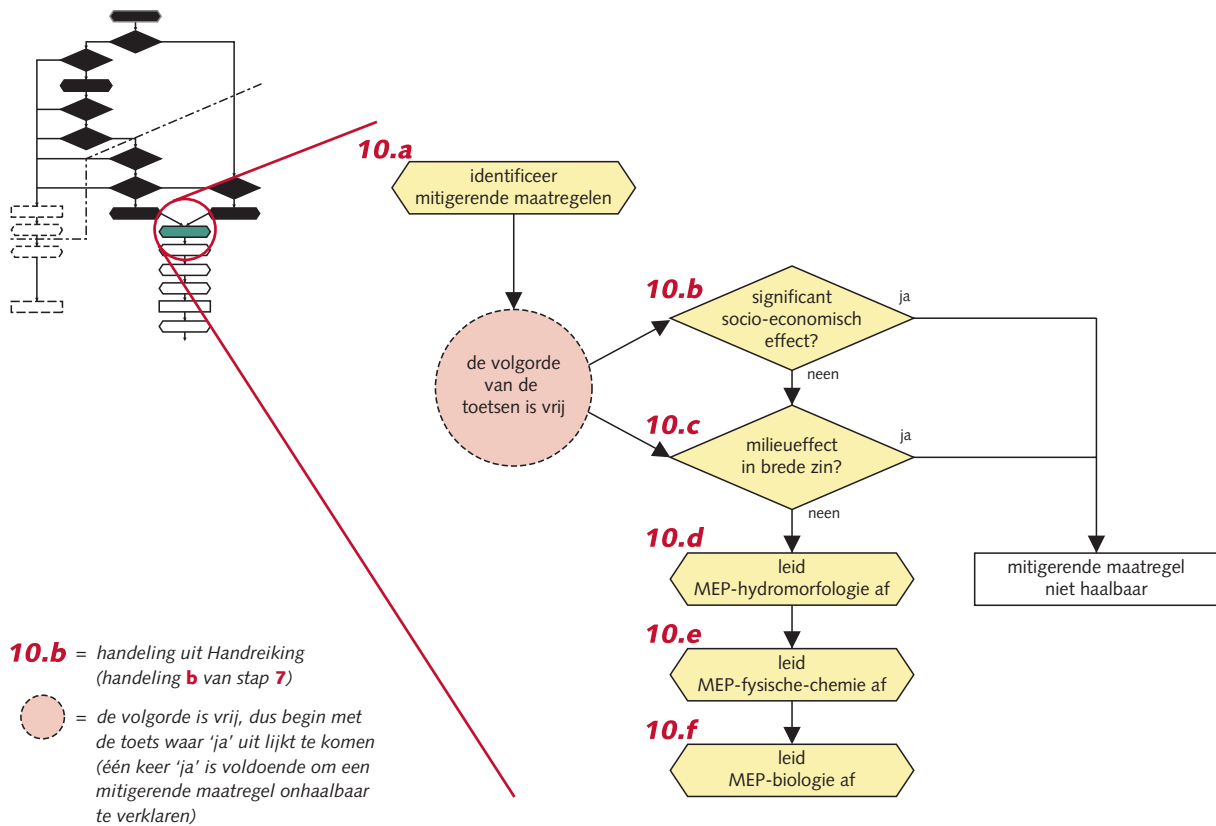 10.a
identificeer
mitigerende maatregelen
10.b
significant
socio-economisch
effect?
ja
neen
de volgorde
van de
toetsen is vrij
10.c
milieueffect
in brede zin?
ja
neen
10.d
leid
MEP-hydromorfologie af
mitigerende maatregel
niet haalbaar
10.e
leid
MEP-fysische-chemie af
10.f
leid
MEP-biologie af
10.b = handeling uit Handreiking
(handeling b van stap 7)
= de volgorde is vrij, dus begin met
de toets waar ‘ja’ uit lijkt te komen
(één keer ‘ja’ is voldoende om een
mitigerende maatregel onhaalbaar
te verklaren)